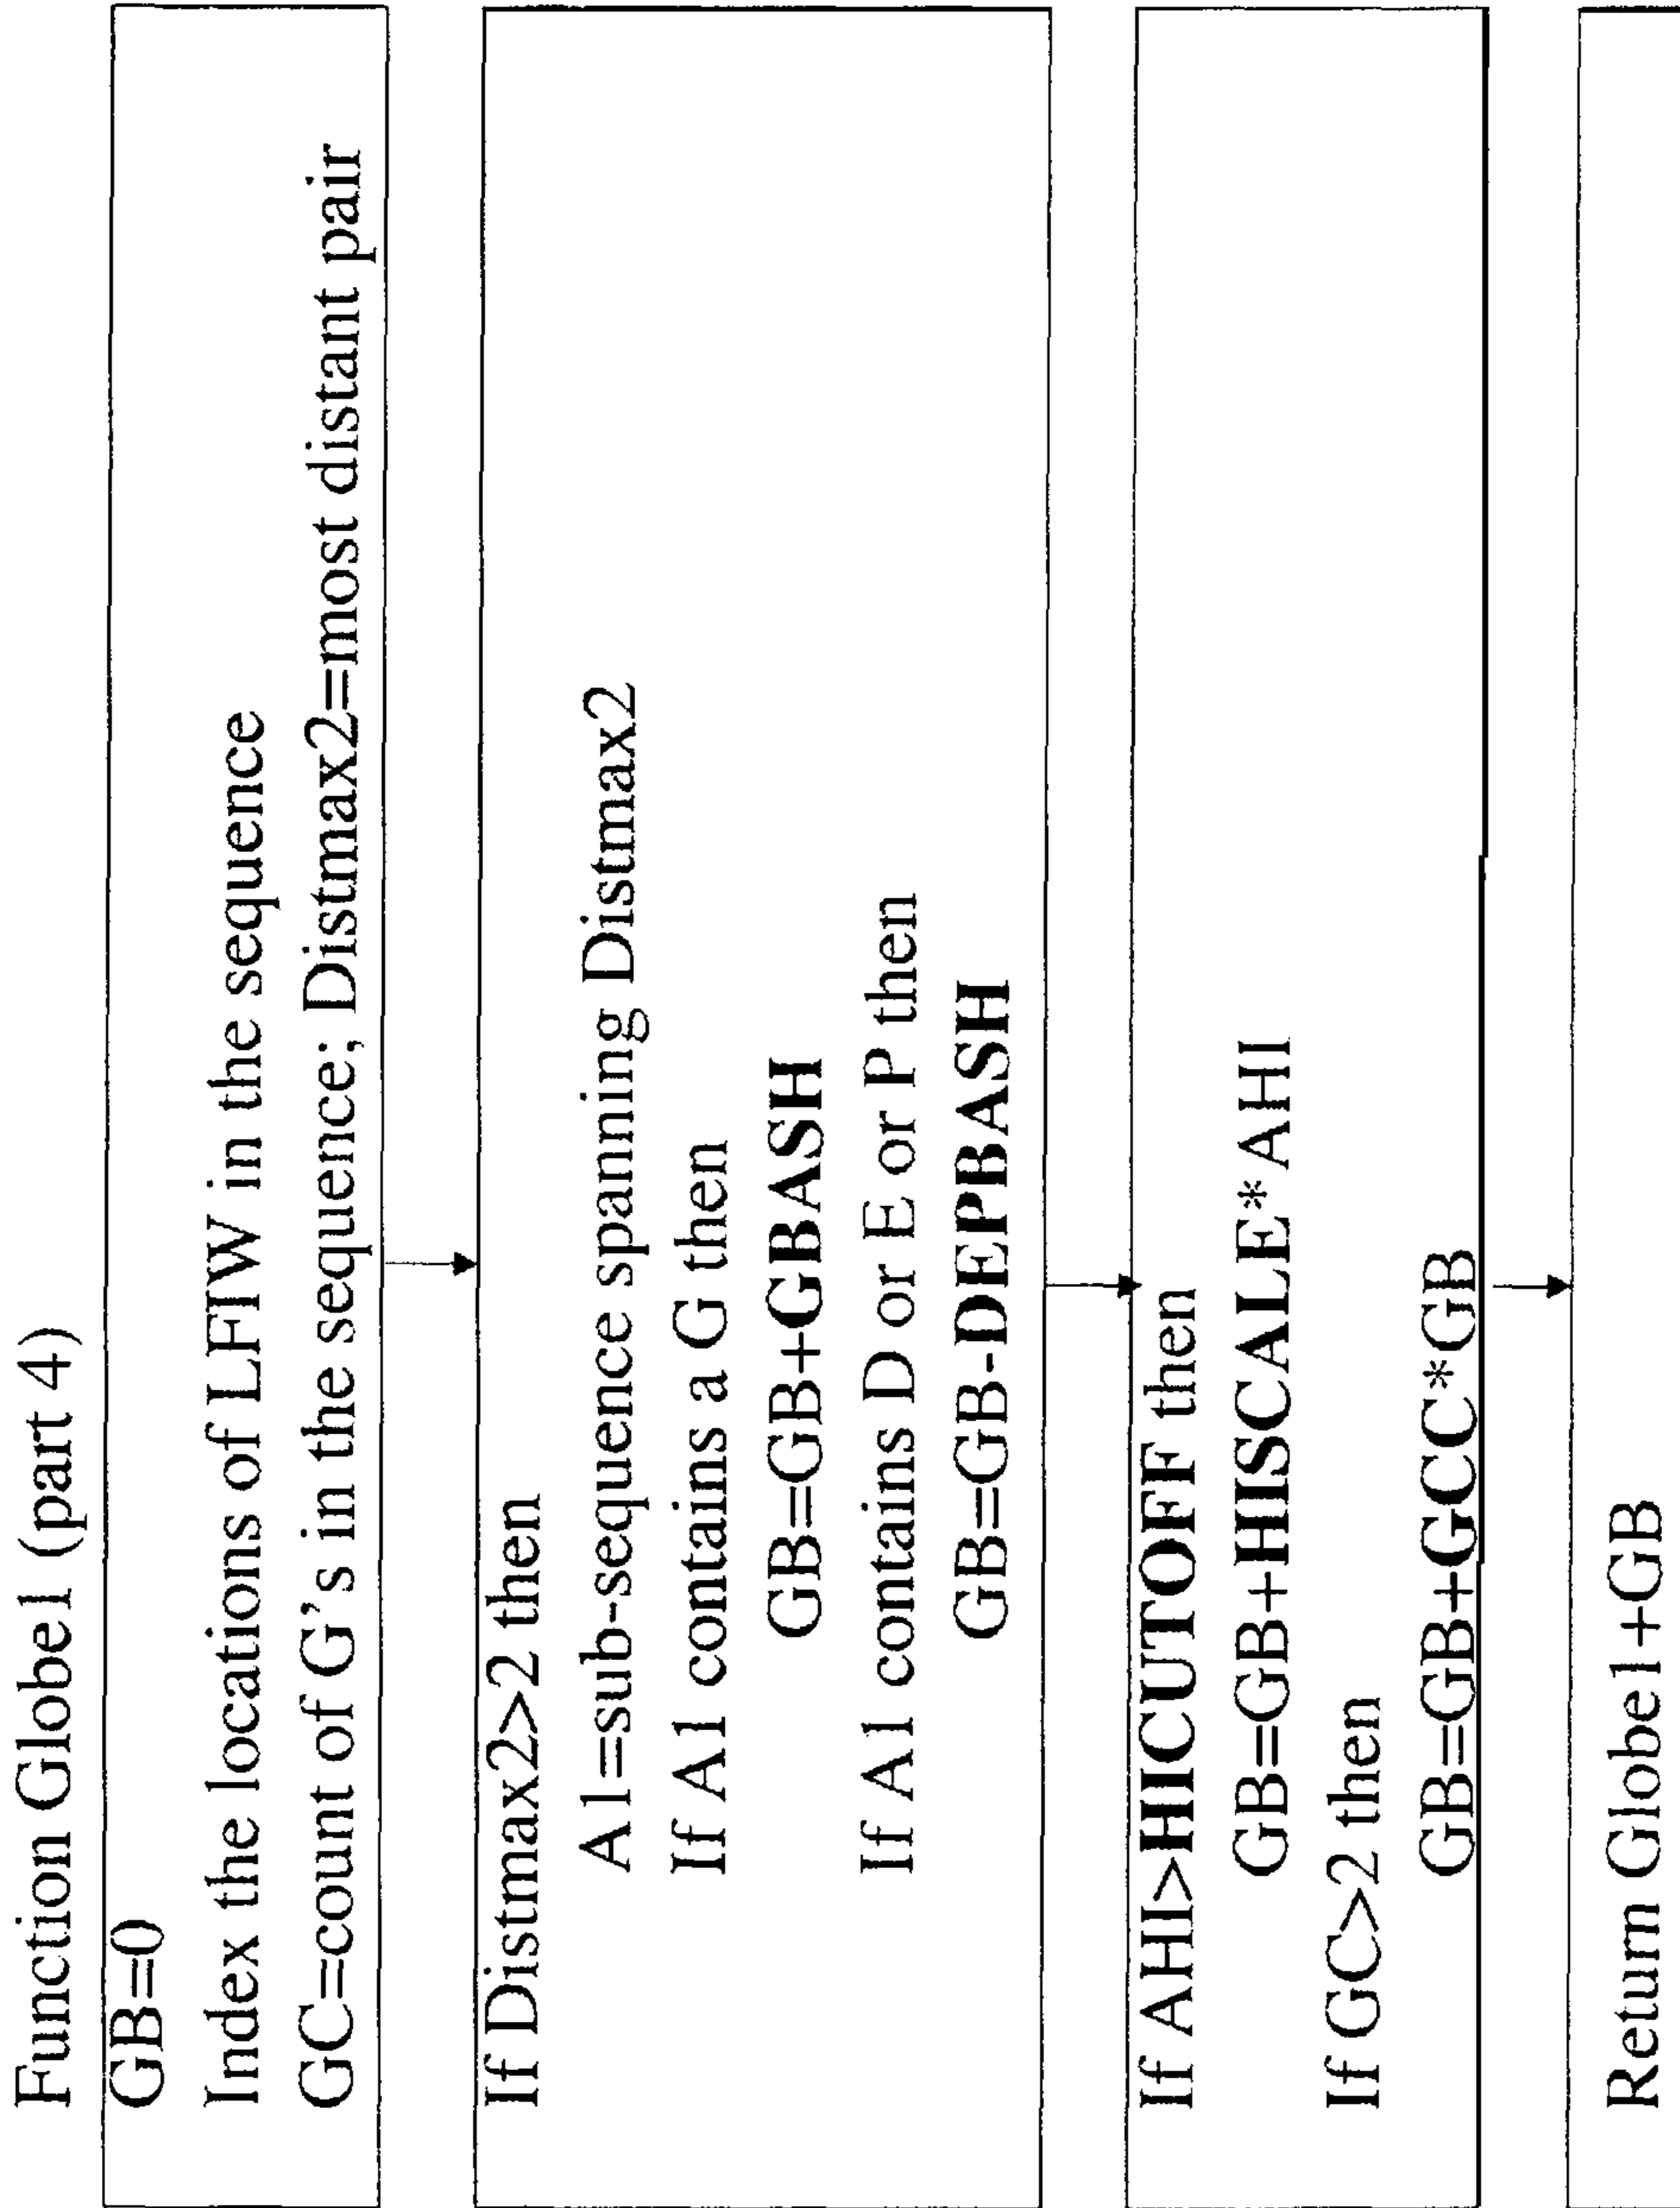 Function Globe1 (part 4)
GB=0
Index the locations of LFIW in the sequence
GC=count of G's in the sequence; Distmax2=most distant pair
If Distmax2>2 then
A1=sub-sequence spanning Distmax2
If A1 contains a G then
GB=GB+GBASH
If A1 contains D or E or P then
GB=GB-DEPBASH
If AHI>HICUTOFF then
GB=GB+HISCALE*AHI
If GC>2 then
GB=GB+GCC*GB
Return Globe1+GB